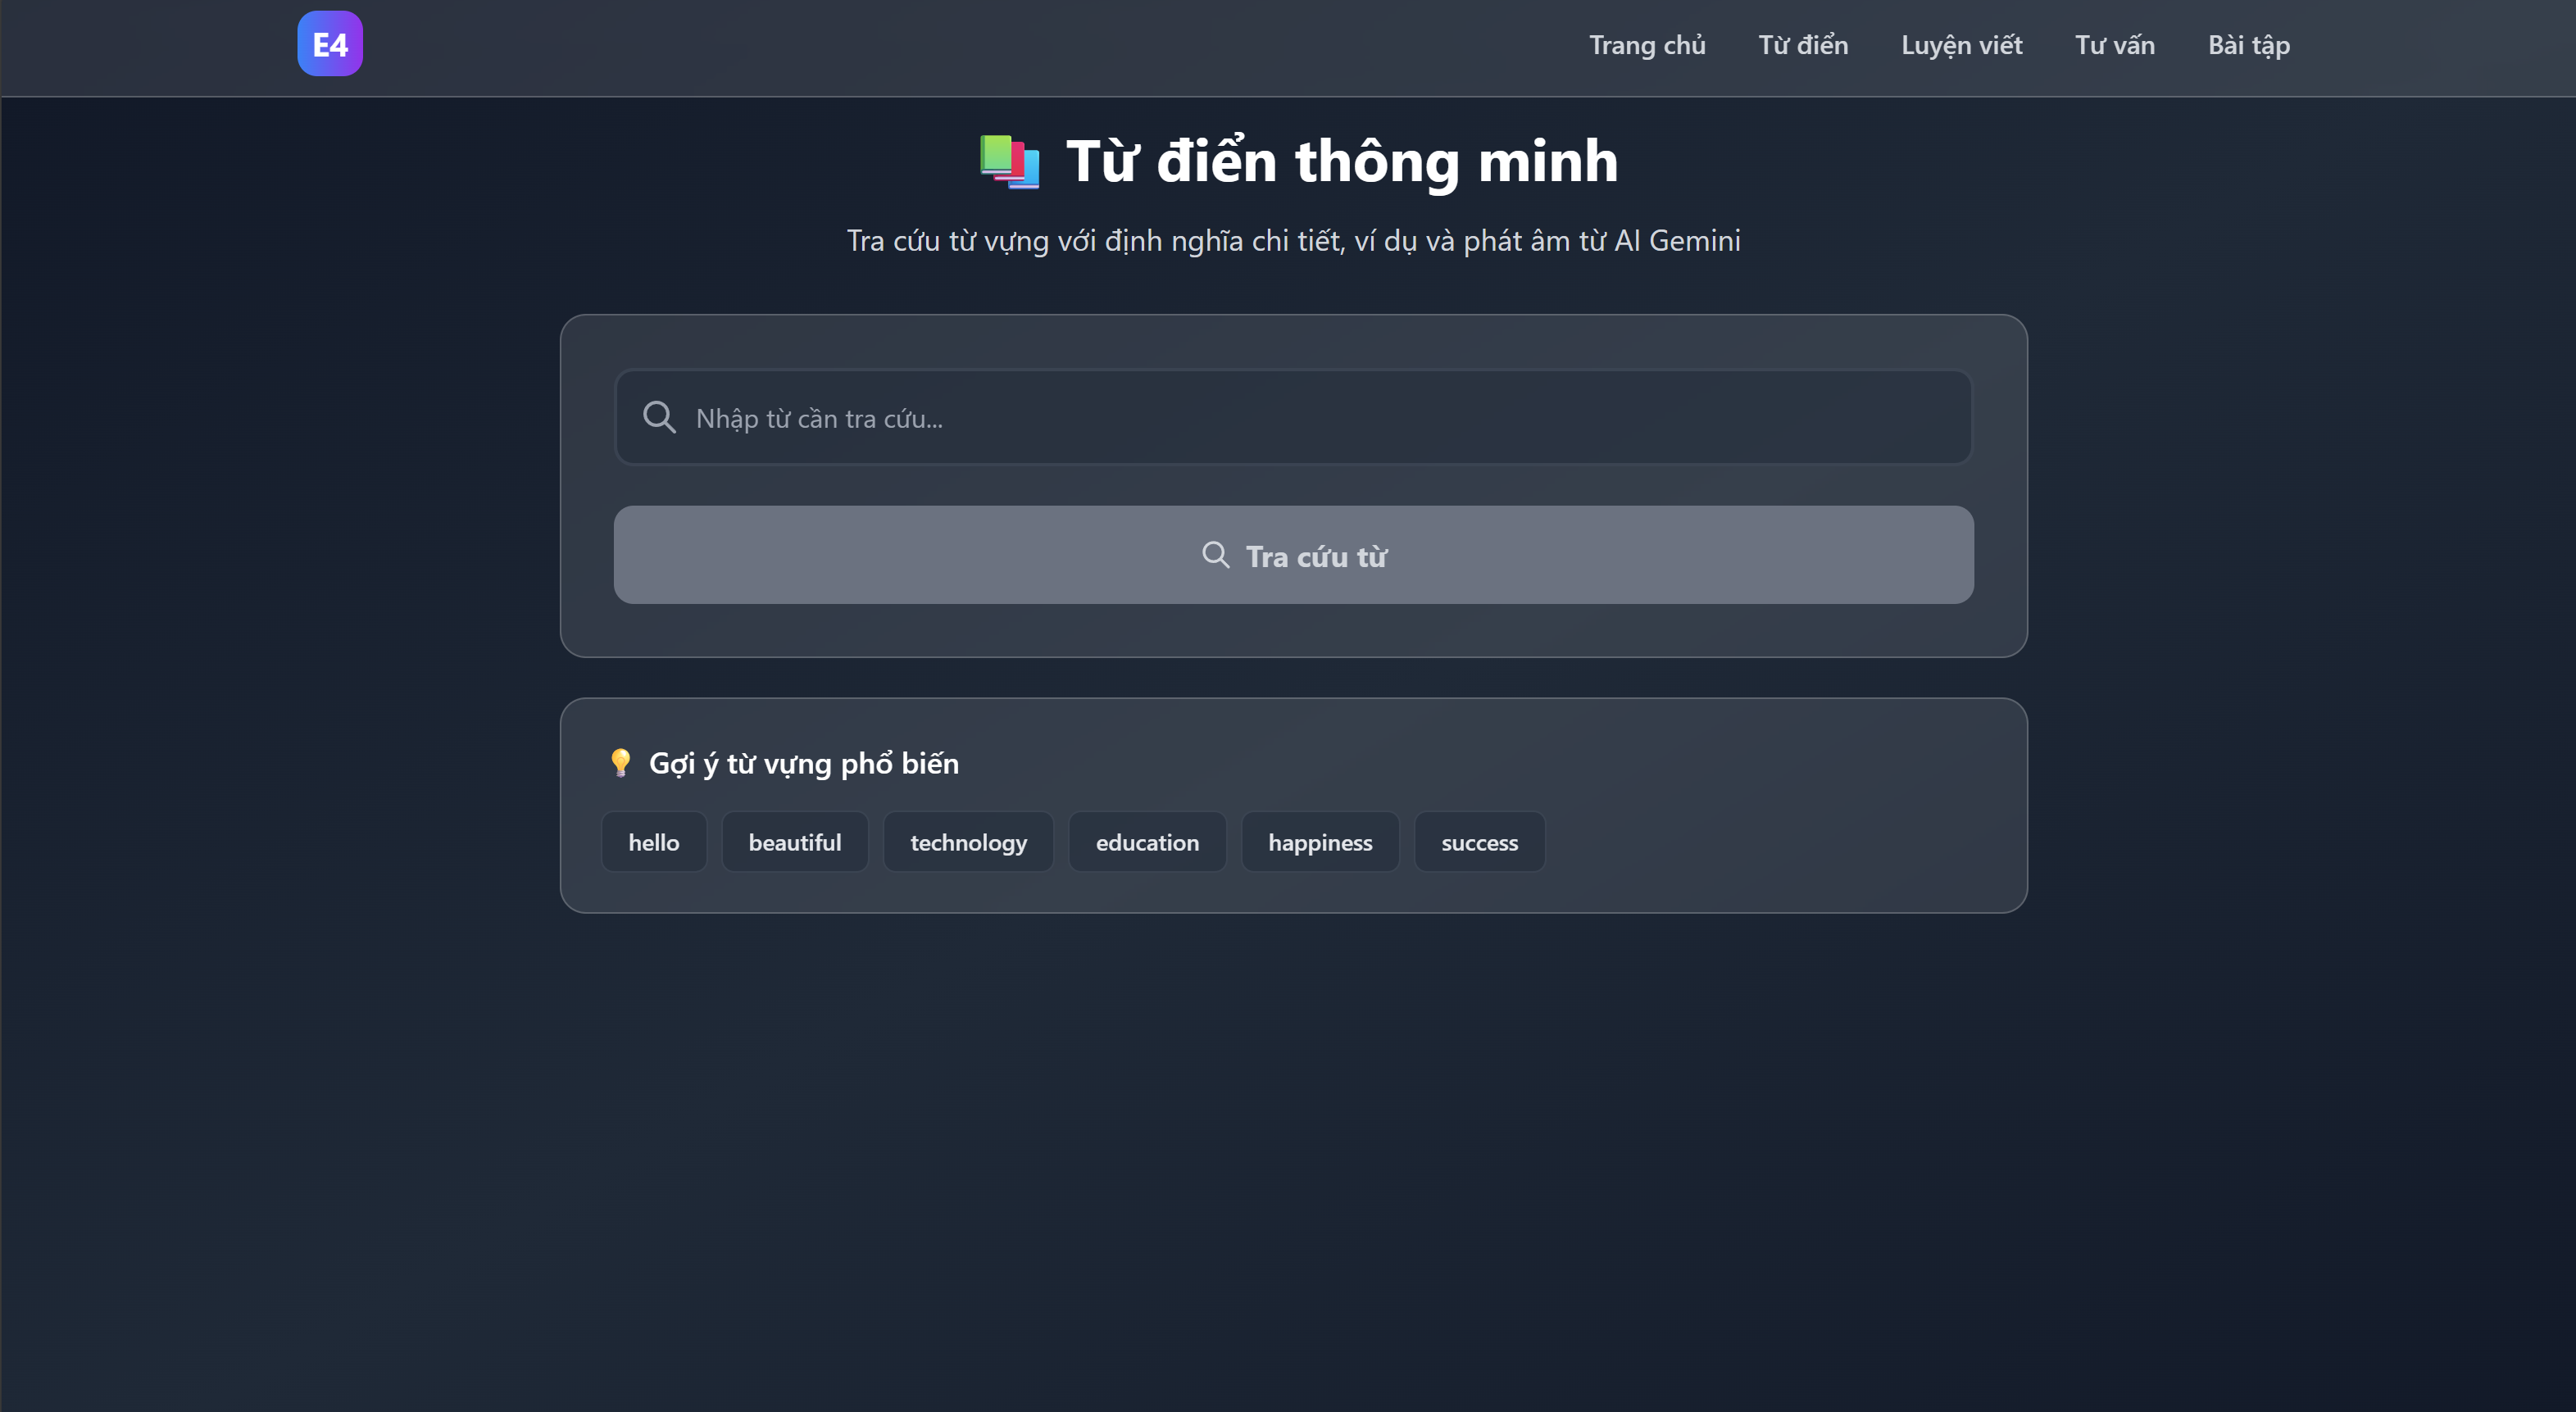 E4
Trang chủ Từ điển Luyện viết Tư vấn Bài tập
Từ điển thông minh
Tra cứu từ vựng với định nghĩa chi tiết, ví dụ và phát âm từ AI Gemini
Nhập từ cần tra cứu...
Tra cứu từ
Gợi ý từ vựng phổ biến
hello beautiful technology education happiness success